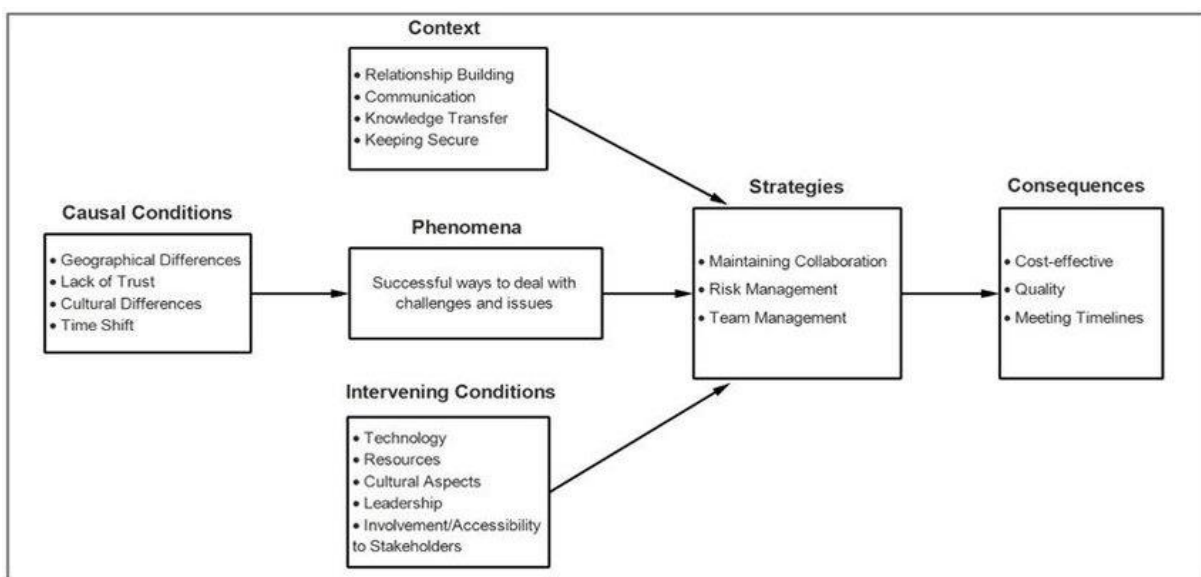 Context
• Relationship Building
• Communication
• Knowledge Transfer
• Keeping Secure
Causal Conditions
• Geographical Differences
• Lack of Trust
• Cultural Differences
• Time Shift
Phenomena
Successful ways to deal with
challenges and issues
Intervening Conditions
• Technology
• Resources
• Cultural Aspects
• Leadership
• Involvement/Accessibility
to Stakeholders
Strategies
• Maintaining Collaboration
• Risk Management
• Team Management
Consequences
• Cost-effective
• Quality
• Meeting Timelines